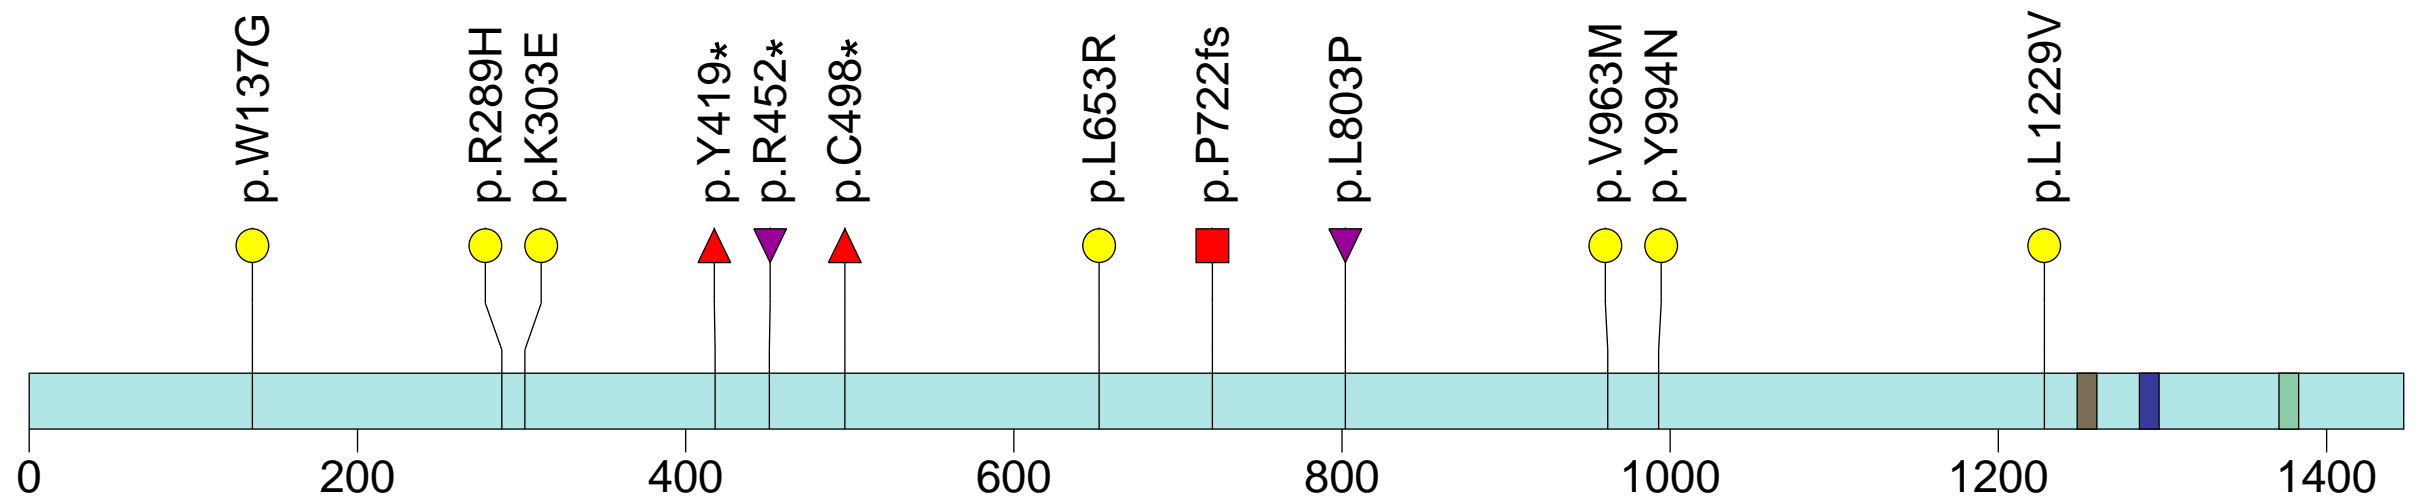 p.W137G
p.R289H
p.K303E
p.Y419*
p.R452*
p.C498*
p.L653R
p.P722fs
p.L803P
p.V963M
p.Y994N
p.L1229V
0 200 400 600 800 1000 1200 1400